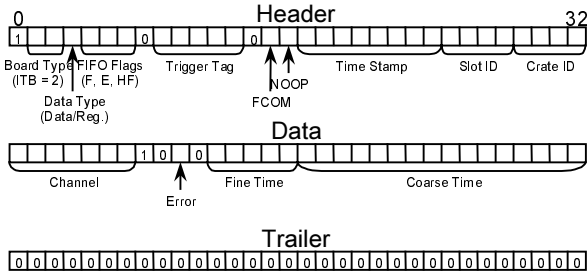 Header
0 32
1 0 0
Board Type FIFO Flags Trigger Tag Time Stamp Slot ID Crate ID
(ITB = 2) (F, E, HF) NOOP
Data Type FCOM
(Data/Reg.)
Data
1 0 0
Channel Fine Time Coarse Time
Error
Trailer
0 0 0 0 0 0 0 0 0 0 0 0 0 0 0 0 0 0 0 0 0 0 0 0 0 0 0 0 0 0 0 0